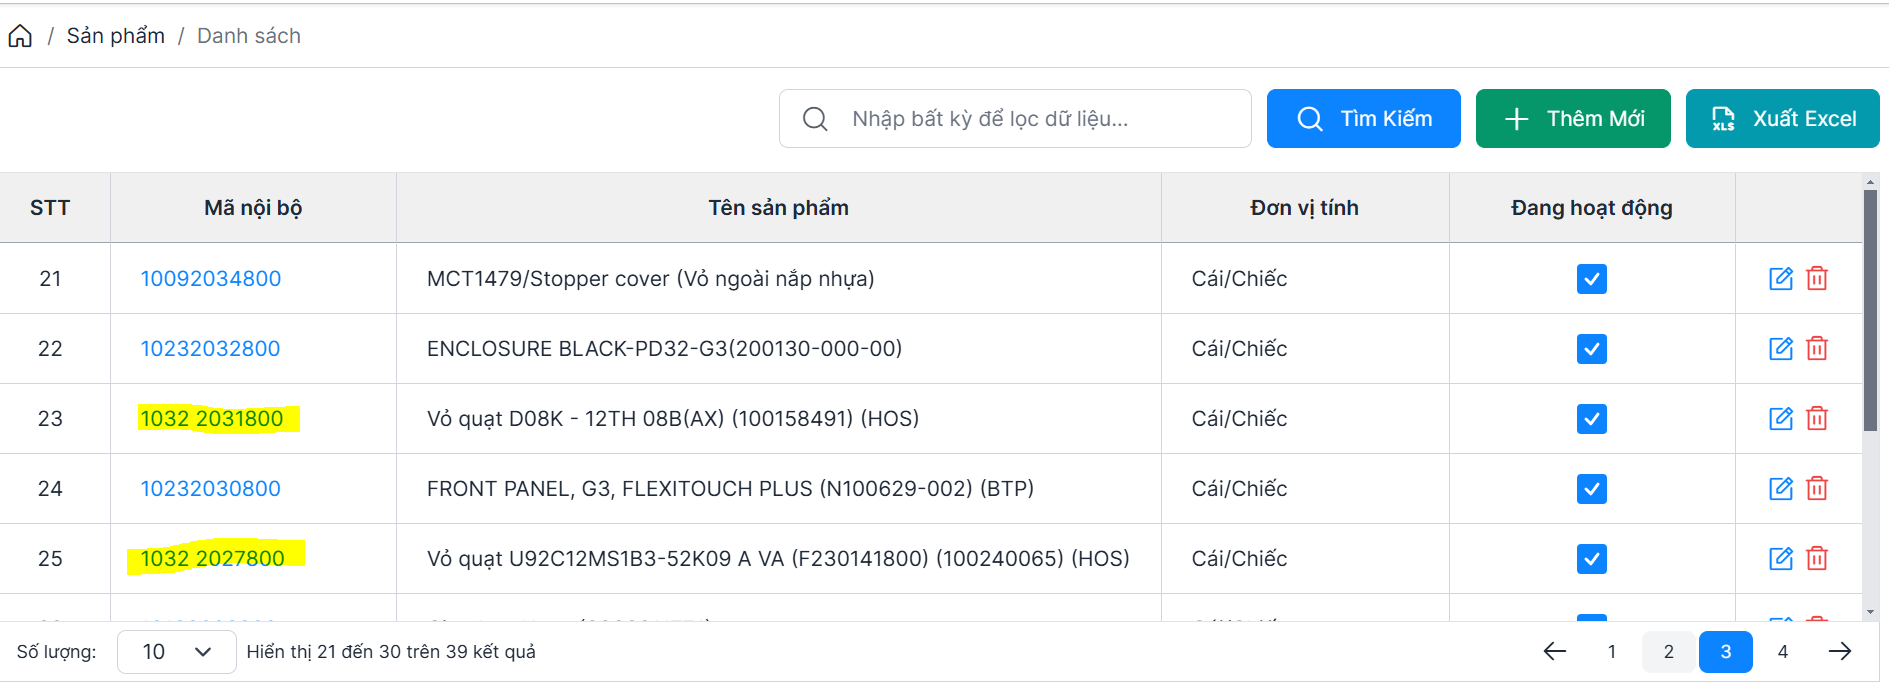 / Sản phẩm / Danh sách
Nhập bất kỳ để lọc dữ liệu... Tìm Kiếm Thêm Mới XLS Xuất Excel
STT Mã nội bộ Tên sản phẩm Đơn vị tính Đang hoạt động
21 10092034800 MCT1479/Stopper cover (Vỏ ngoài nắp nhựa) Cái/Chiếc
22 10232032800 ENCLOSURE BLACK-PD32-G3(200130-000-00) Cái/Chiếc
23 1032 2031800 Vỏ quạt D08K - 12TH 08B(AX) (100158491) (HOS) Cái/Chiếc
24 10232030800 FRONT PANEL, G3, FLEXITOUCH PLUS (N100629-002) (BTP) Cái/Chiếc
25 1032 2027800 Vỏ quạt U92C12MS1B3-52K09 A VA (F230141800) (100240065) (HOS) Cái/Chiếc
Số lượng: 10 Hiển thị 21 đến 30 trên 39 kết quả 1 2 3 4